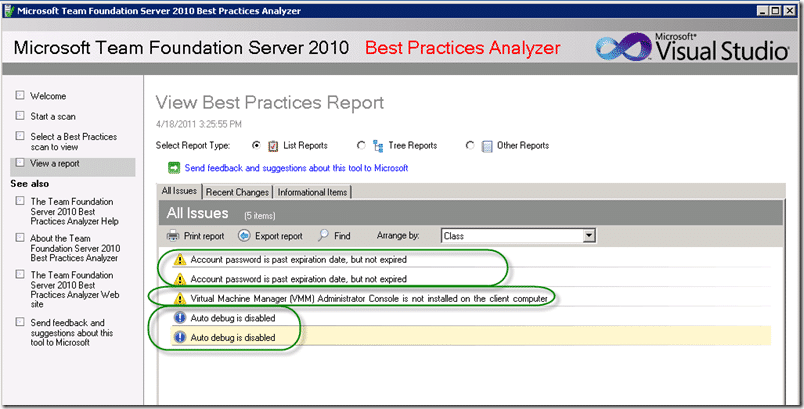 Microsoft Team Foundation Server 2010 Best Practices Analyzer
Microsoft Team Foundation Server 2010 Best Practices Analyzer
Microsoft®
Visual Studio®
Welcome
Start a scan
Select a Best Practices
scan to view
View a report
See also
The Team Foundation
Server 2010 Best
Practices Analyzer Help
About the Team
Foundation Server 2010
Best Practices Analyzer
The Team Foundation
Server 2010 Best
Practices Analyzer Web
site
Send feedback and
suggestions about this
tool to Microsoft
View Best Practices Report
4/18/2011 3:25:55 PM
Select Report Type: List Reports Tree Reports Other Reports
Send feedback and suggestions about this tool to Microsoft
All Issues Recent Changes Informational Items
All Issues (5 items)
Print report Export report Find Arrange by: Class
Account password is past expiration date, but not expired
Account password is past expiration date, but not expired
Virtual Machine Manager (VMM) Administrator Console is not installed on the client computer
Auto debug is disabled
Auto debug is disabled